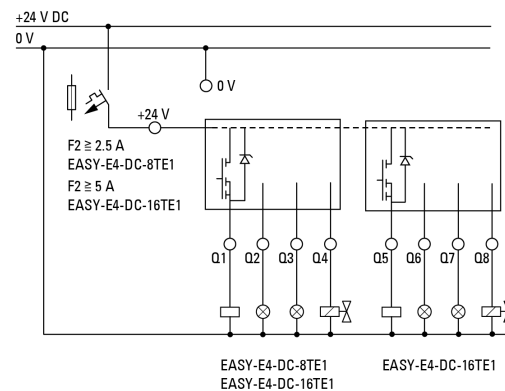 +24 V DC
0 V
0 V
+24 V
F2 ≧ 2.5 A
EASY-E4-DC-8TE1
F2 ≧ 5 A
EASY-E4-DC-16TE1
Q1 Q2 Q3 Q4 Q5 Q6 Q7 Q8
EASY-E4-DC-8TE1 EASY-E4-DC-16TE1
EASY-E4-DC-16TE1